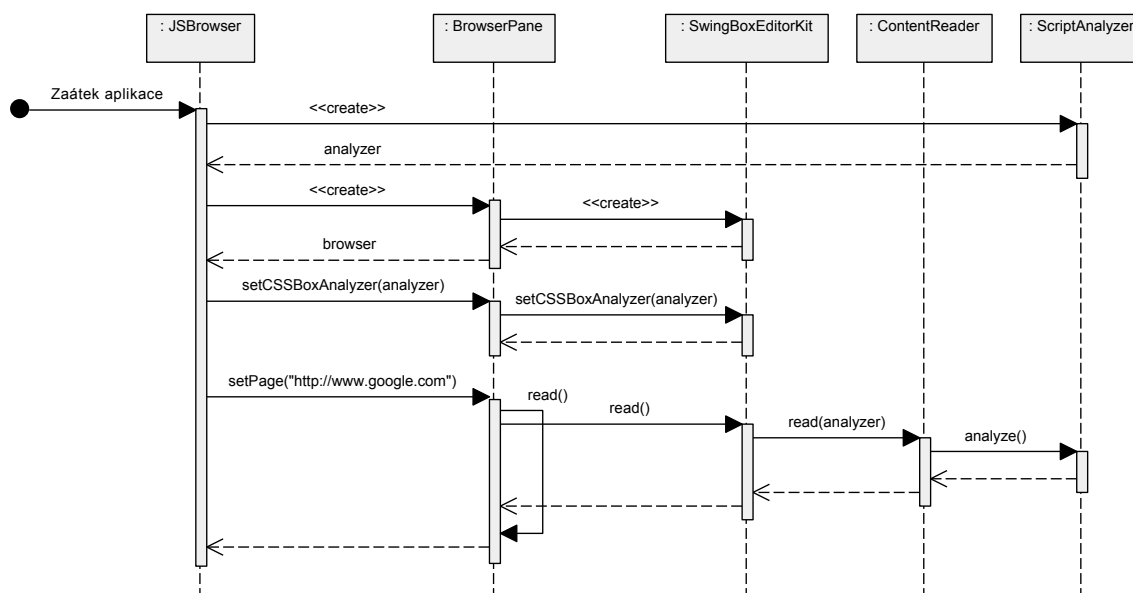 : JSBrowser
: BrowserPane
: SwingBoxEditorKit
: ContentReader
: ScriptAnalyzer
Zaátek aplikace
<<create>>
analyzer
<<create>>
<<create>>
browser
setCSSBoxAnalyzer(analyzer)
setCSSBoxAnalyzer(analyzer)
setPage("http://www.google.com")
read()
read()
read(analyzer)
analyze()